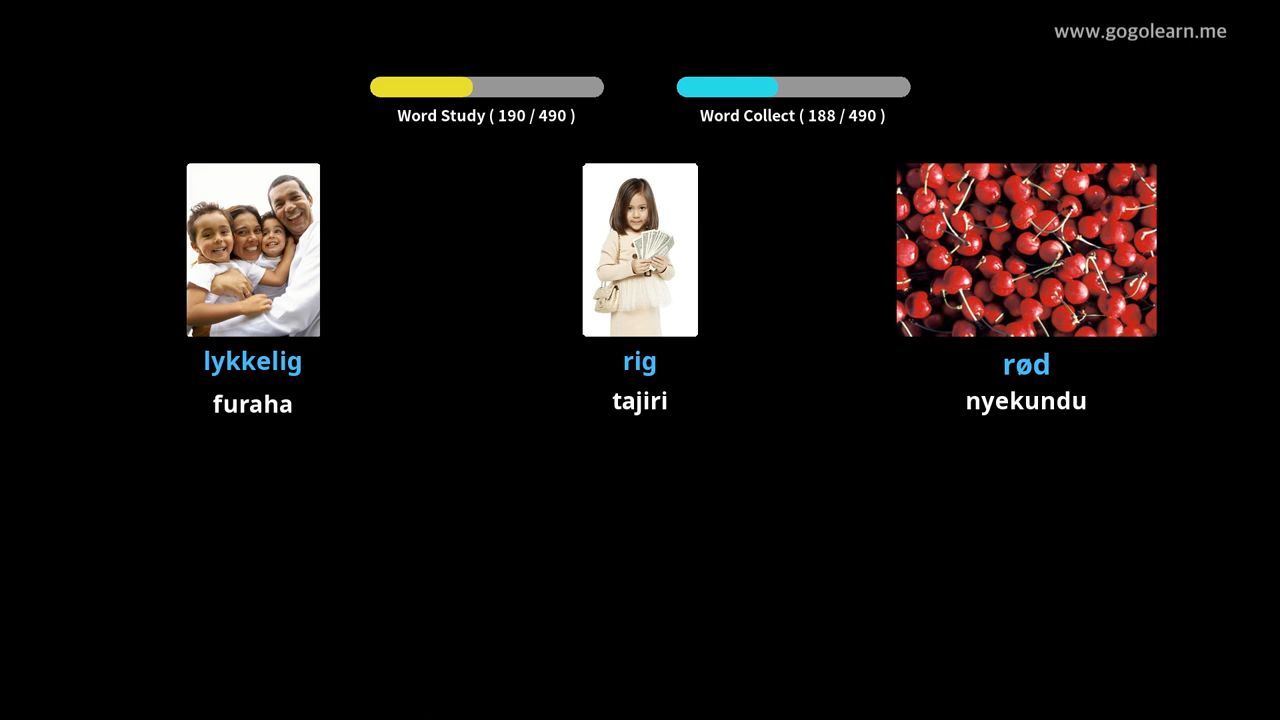 www.gogolearn.me
Word Study ( 190 / 490 )
Word Collect ( 188 / 490 )
lykkelig
furaha
rig
tajiri
rød
nyekundu